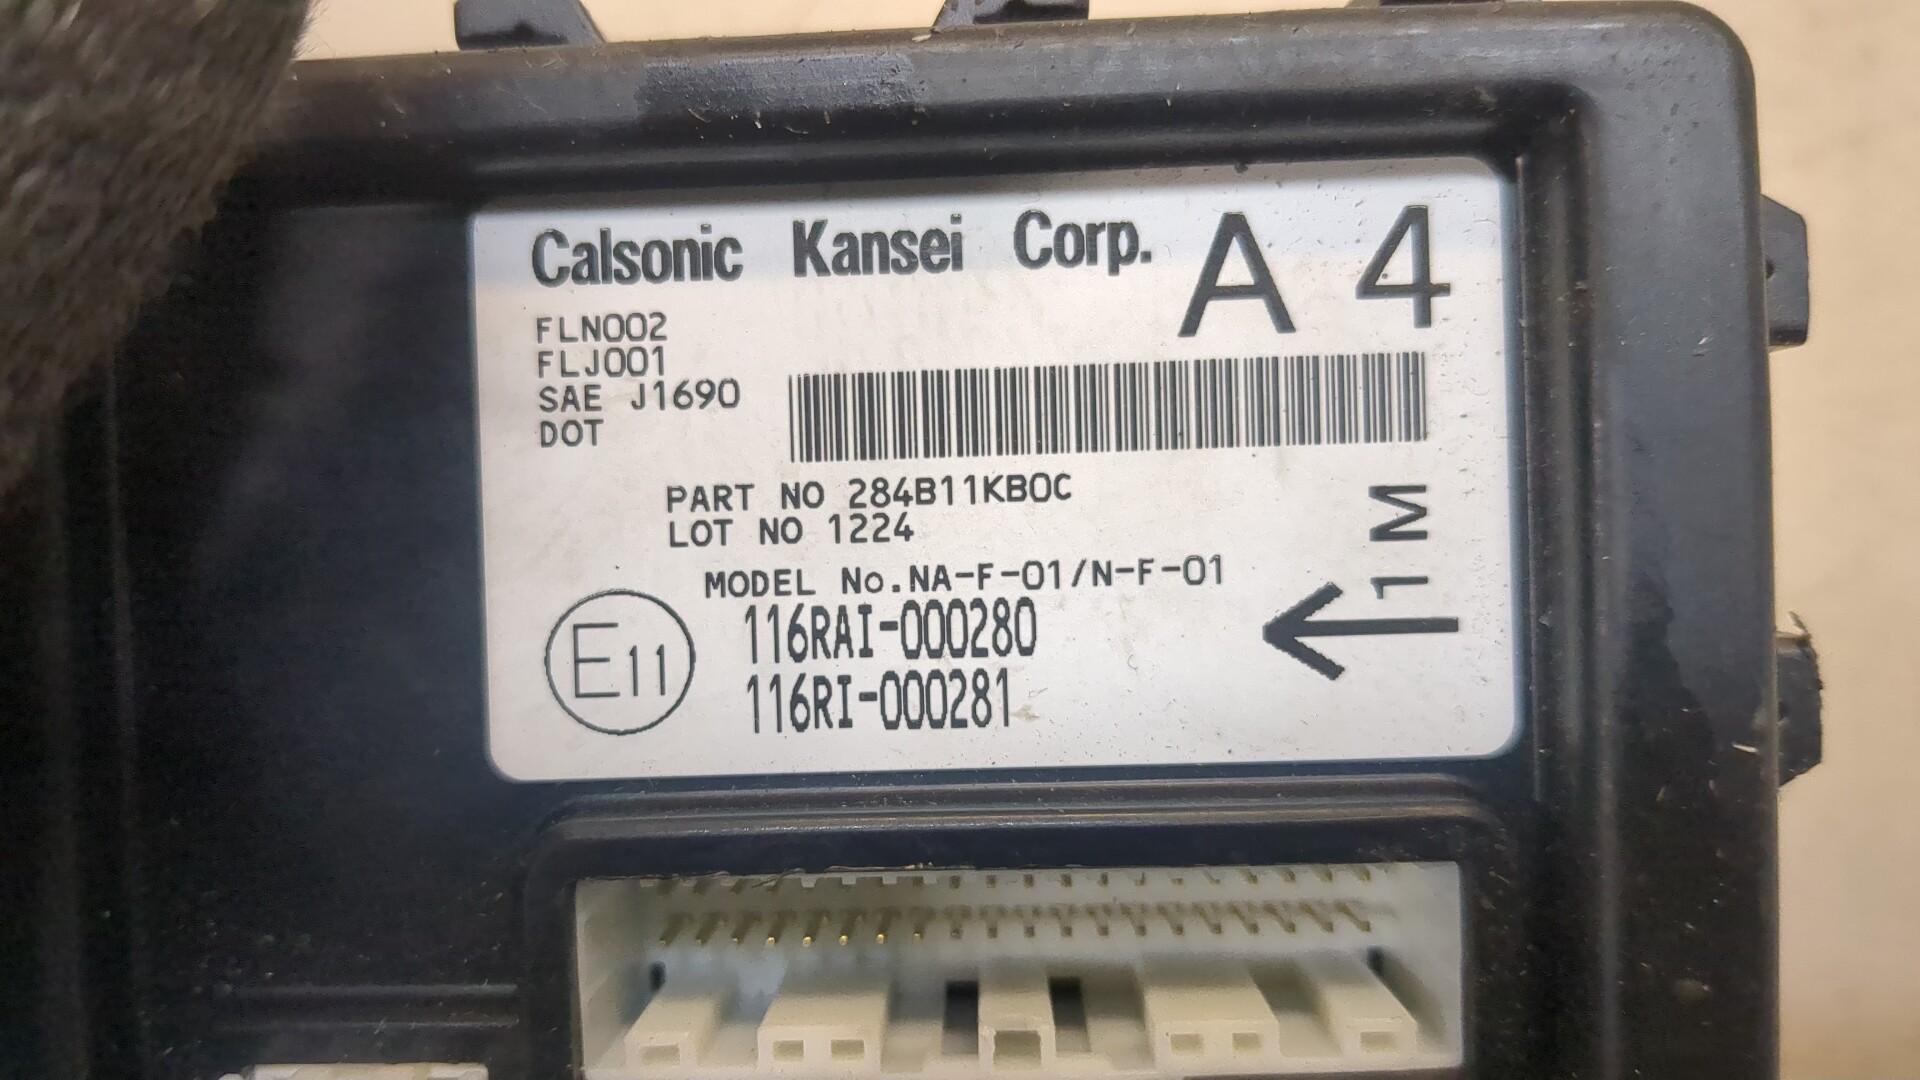 Calsonic Kansei Corp. A 4
FLN002
FLJ001
SAE J1690
DOT
PART NO 284B11KB0C
LOT NO 1224
1 M
MODEL No.NA-F-01/N-F-01
E11
116RAI-000280
116RI-000281